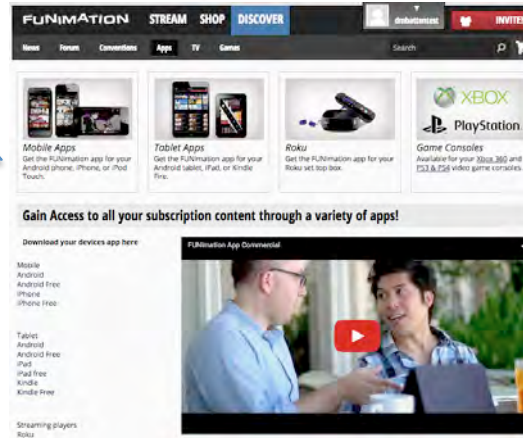 FUNIMATION
STREAM SHOP DISCOVER
INVITE
News Forum Conventions Apps TV Games
Search
XBOX
PlayStation
Mobile Apps
Get the FUNimation app for your
Android phone, iPhone, or iPod
Touch.
Tablet Apps
Get the FUNimation app for your
Android tablet, iPad, or Kindle
Fire.
Roku
Get the FUNimation app for your
Roku set top box.
Game Consoles
Available for your Xbox 360 and
PS3 & PS4 video game consoles
Gain Access to all your subscription content through a variety of apps!
Download your devices app here
FUNimation App Commercial
Mobile
Android
Android Free
iPhone
iPhone Free
Tablet
Android
Android Free
iPad
iPad free
Kindle
Kindle Free
Streaming players
Roku